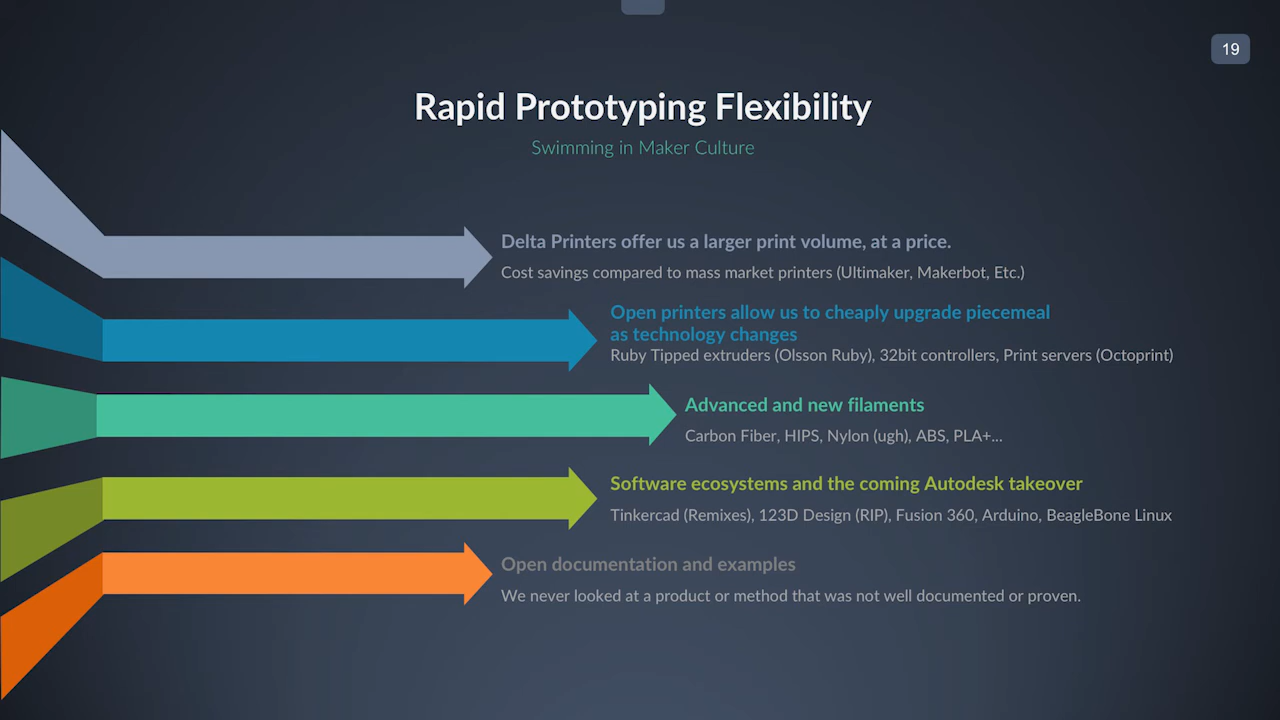 19
Rapid Prototyping Flexibility
Swimming in Maker Culture
Delta Printers offer us a larger print volume, at a price.
Cost savings compared to mass market printers (Ultimaker, Makerbot, Etc.)
Open printers allow us to cheaply upgrade piecemeal
as technology changes
Ruby Tipped extruders (Olsson Ruby), 32bit controllers, Print servers (Octoprint)
Advanced and new filaments
Carbon Fiber, HIPS, Nylon (ugh), ABS, PLA+...
Software ecosystems and the coming Autodesk takeover
Tinkercad (Remixes), 123D Design (RIP), Fusion 360, Arduino, BeagleBone Linux
Open documentation and examples
We never looked at a product or method that was not well documented or proven.